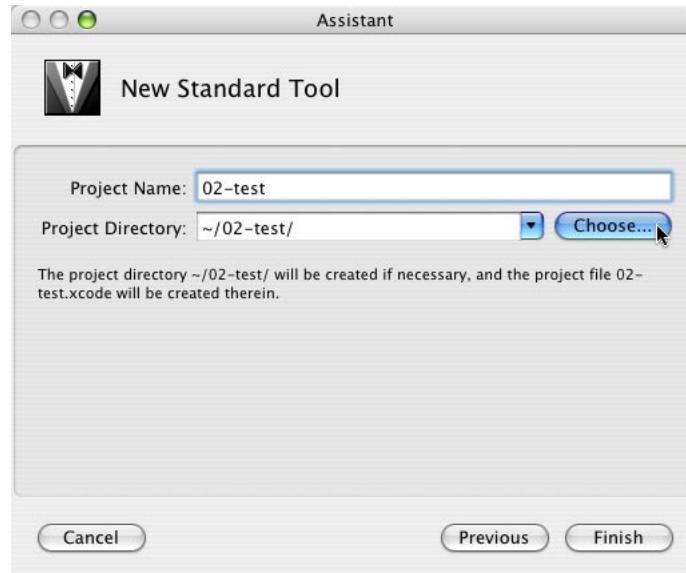 Assistant
New Standard Tool
Project Name: 02-test
Project Directory: ~/02-test/ Choose...
The project directory ~/02-test/ will be created if necessary, and the project file 02-
test.xcode will be created therein.
Cancel Previous Finish